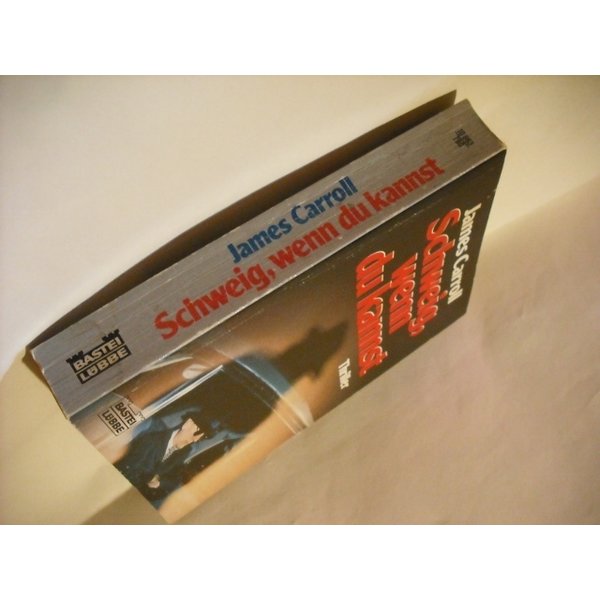 James Carroll
Schweig, wenn du kannst
BASTEI
LÜBBE
James Carroll
Schweig,
wenn
du kannst
Thriller
BASTEI
LÜBBE